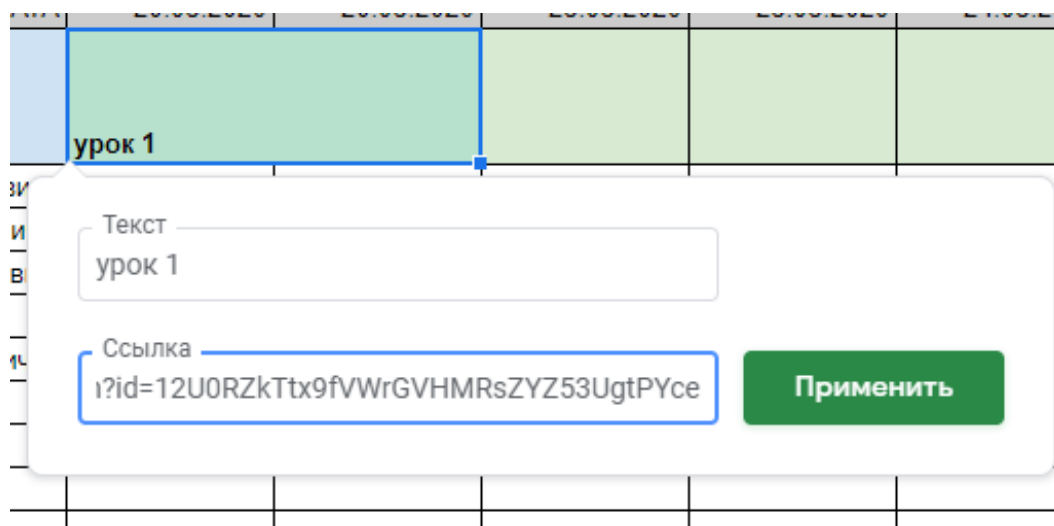 урок 1
Текст
урок 1
Ссылка
?id=12U0RZkTtx9fVWrGVHMRsZYZ53UgtPYce
Применить